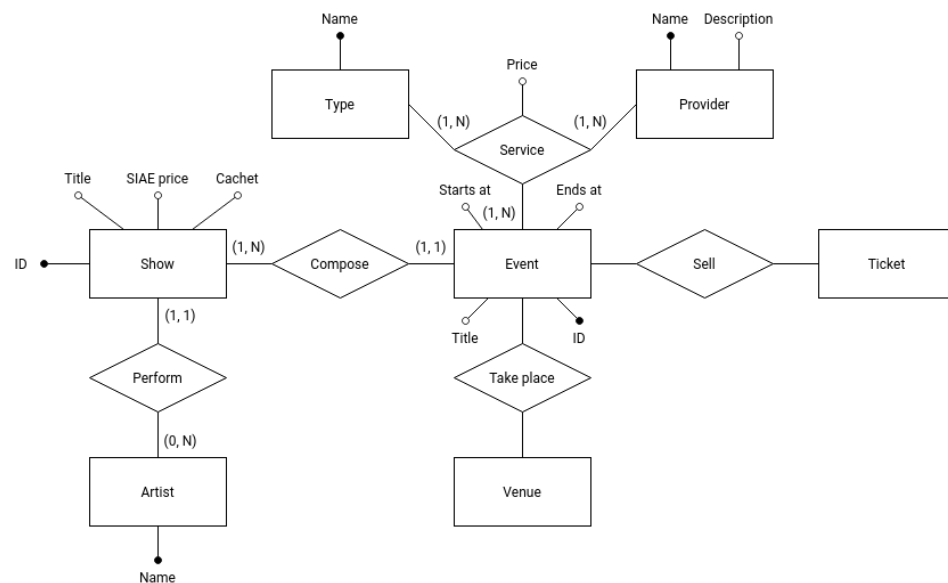 Name
Name
Description
Price
Type
Provider
(1, N)
(1, N)
Service
Title
SIAE price
Cachet
Starts at
Ends at
(1, N)
(1, N)
(1, 1)
ID
Show
Compose
Event
Sell
Ticket
(1, 1)
Title
ID
Perform
Take place
(0, N)
Artist
Venue
Name